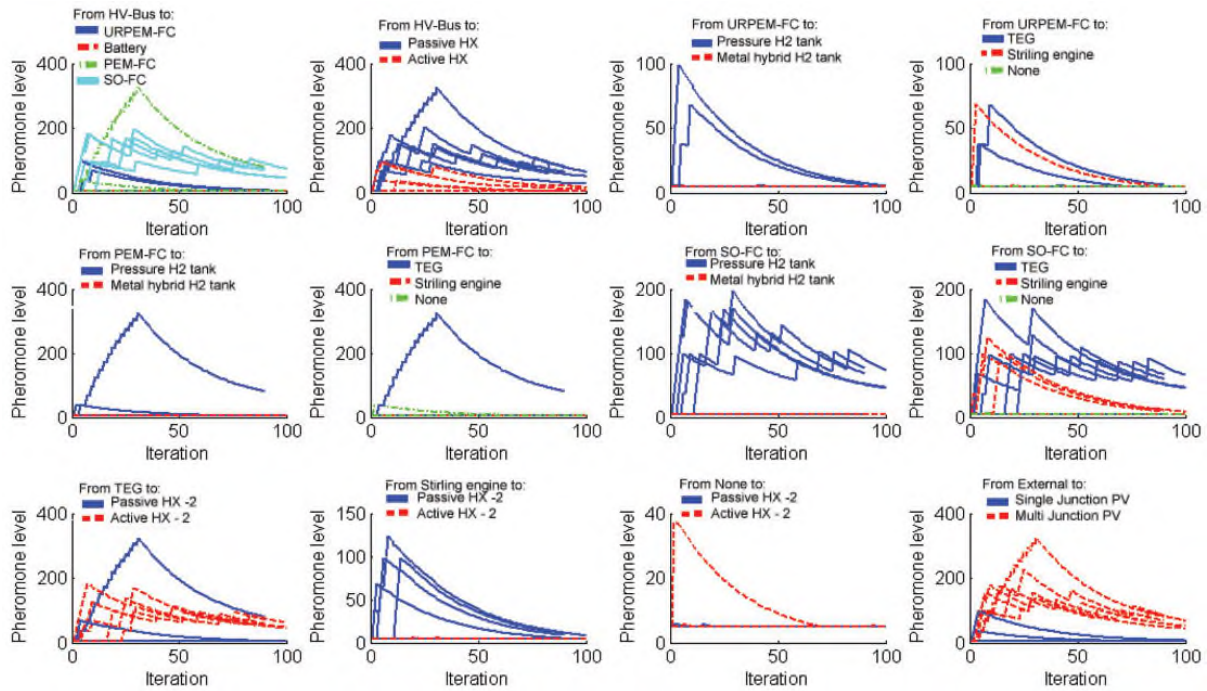 From HV-Bus to:
URPEM-FC
Battery
PEM-FC
SO-FC
400
200
0
Pheromone level
0 50 100
Iteration
From HV-Bus to:
Passive HX
Active HX
400
200
0
Pheromone level
0 50 100
Iteration
From URPEM-FC to:
Pressure H2 tank
Metal hybrid H2 tank
100
50
0
Pheromone level
0 50 100
Iteration
From URPEM-FC to:
TEG
Striling engine
None
100
50
0
Pheromone level
0 50 100
Iteration
From PEM-FC to:
Pressure H2 tank
Metal hybrid H2 tank
400
200
0
Pheromone level
0 50 100
Iteration
From PEM-FC to:
TEG
Striling engine
None
400
200
0
Pheromone level
0 50 100
Iteration
From SO-FC to:
Pressure H2 tank
Metal hybrid H2 tank
200
100
0
Pheromone level
0 50 100
Iteration
From SO-FC to:
TEG
Striling engine
None
200
100
0
Pheromone level
0 50 100
Iteration
From TEG to:
Passive HX -2
Active HX - 2
400
200
0
Pheromone level
0 50 100
Iteration
From Stirling engine to:
Passive HX -2
Active HX - 2
150
100
50
0
Pheromone level
0 50 100
Iteration
From None to:
Passive HX -2
Active HX - 2
40
20
0
Pheromone level
0 50 100
Iteration
From External to:
Single Junction PV
Multi Junction PV
400
200
0
Pheromone level
0 50 100
Iteration